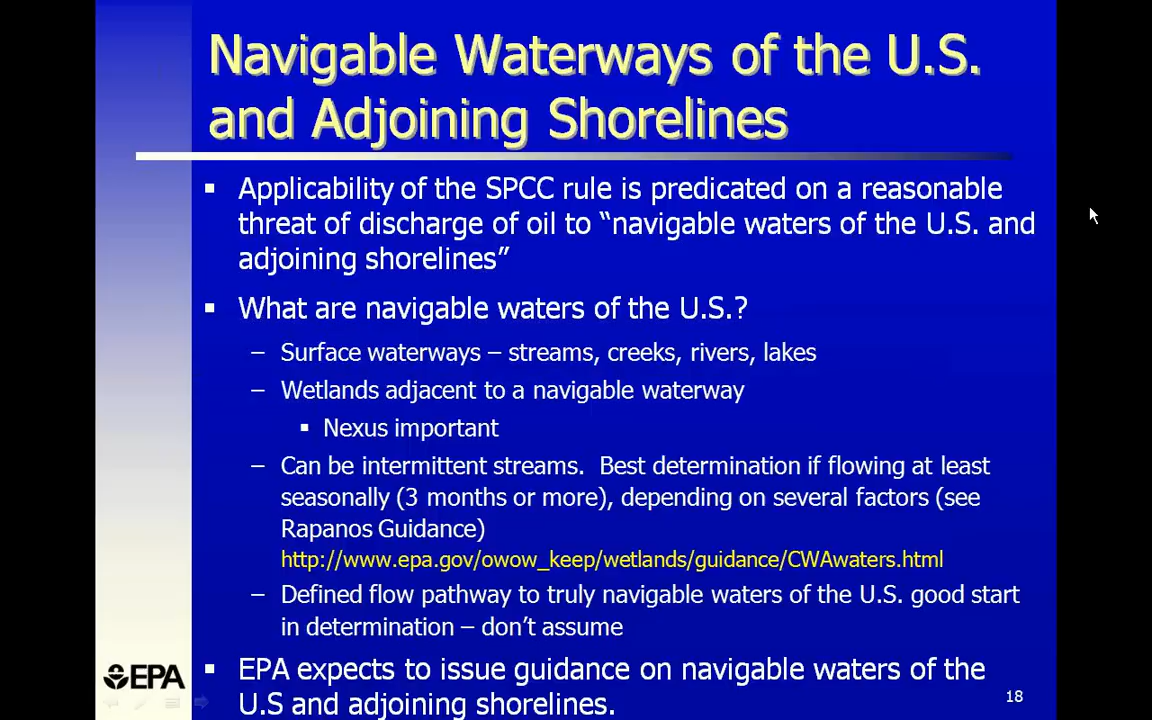 Navigable Waterways of the U.S.
and Adjoining Shorelines
▪ Applicability of the SPCC rule is predicated on a reasonable
threat of discharge of oil to “navigable waters of the U.S. and
adjoining shorelines”
▪ What are navigable waters of the U.S.?
– Surface waterways – streams, creeks, rivers, lakes
– Wetlands adjacent to a navigable waterway
▪ Nexus important
– Can be intermittent streams.  Best determination if flowing at least
seasonally (3 months or more), depending on several factors (see
Rapanos Guidance)
http://www.epa.gov/owow_keep/wetlands/guidance/CWAwaters.html
– Defined flow pathway to truly navigable waters of the U.S. good start
in determination – don’t assume
▪ EPA expects to issue guidance on navigable waters of the
U.S and adjoining shorelines.
EPA
18